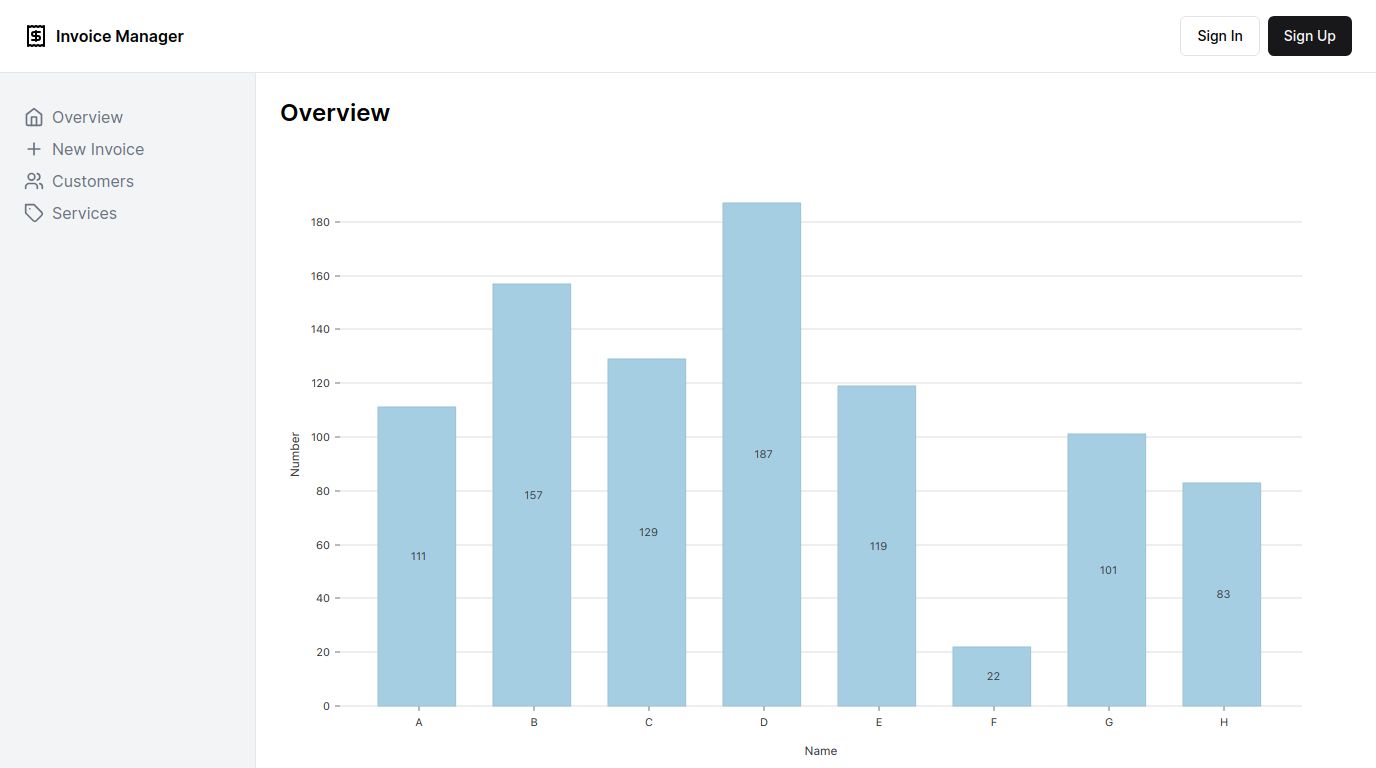 Invoice Manager
Sign In
Sign Up
Overview
New Invoice
Customers
Services
Overview
180
160
140
120
100
80
60
40
20
0
Number
111
157
129
187
119
22
101
83
A B C D E F G H
Name